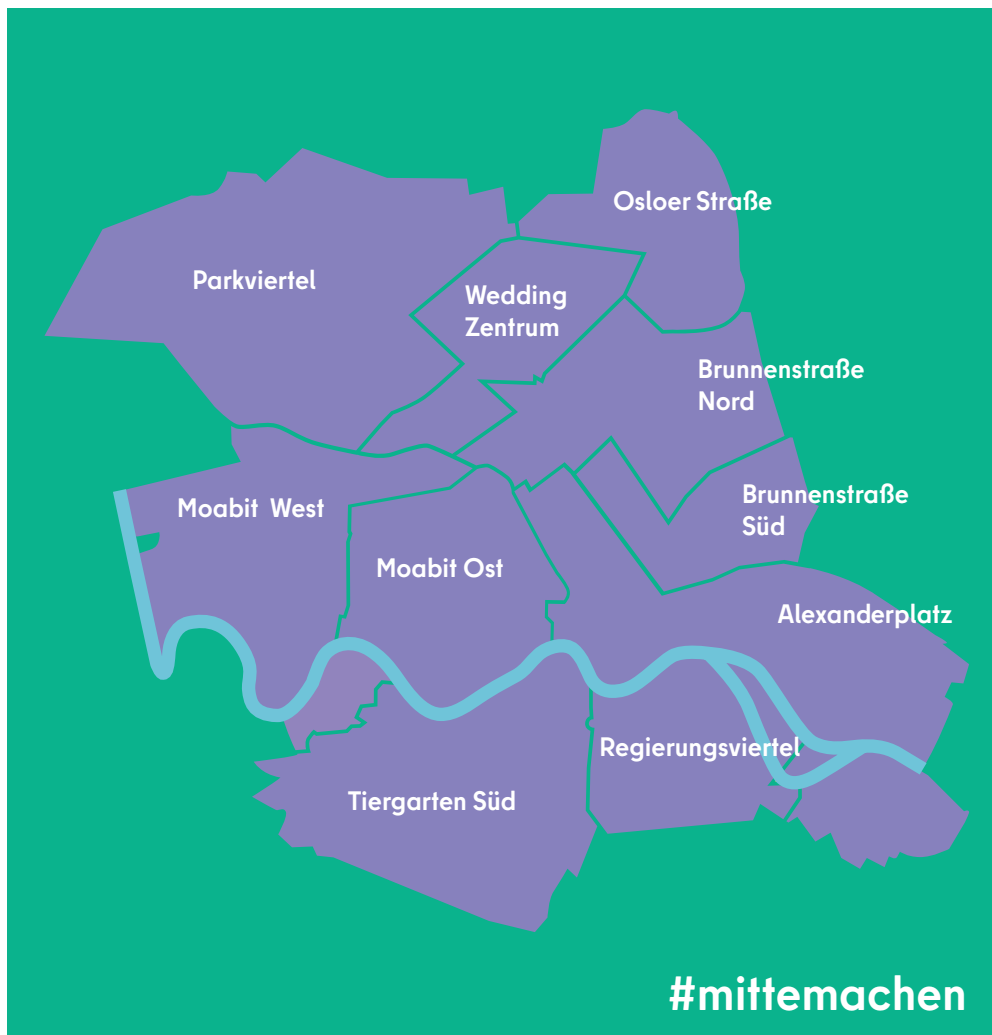 Osloer Straße
Parkviertel
Wedding
Zentrum
Brunnenstraße
Nord
Brunnenstraße
Süd
Moabit West
Moabit Ost
Alexanderplatz
Regierungsviertel
Tiergarten Süd
#mittemachen